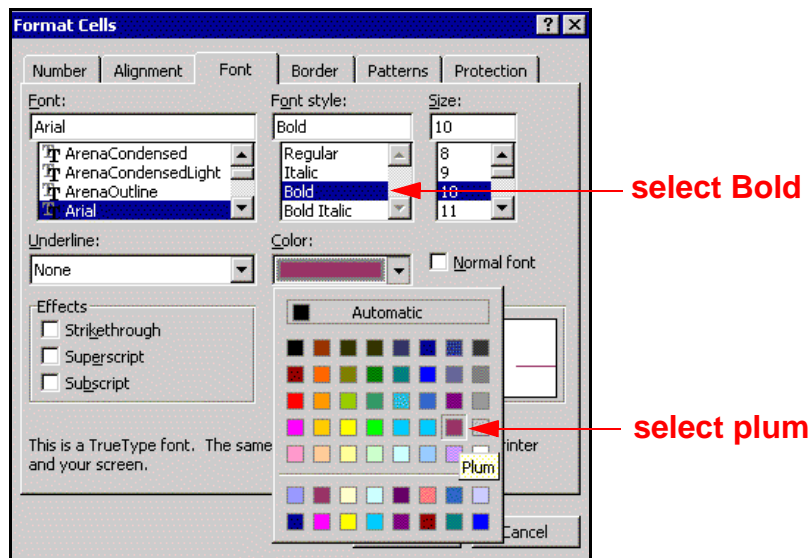 Format Cells
Number Alignment Font Border Patterns Protection
Font: Font style: Size:
Arial Bold 10
ArenaCondensed Regular 8
ArenaCondensedLight Italic 9
ArenaOutline Bold 10 select Bold
Arial Bold Italic 11
Underline: Color:
None Normal font
Effects Automatic
Strikethrough
Superscript
Subscript
select plum
This is a TrueType font. The same rinter
and your screen. Plum
Cancel